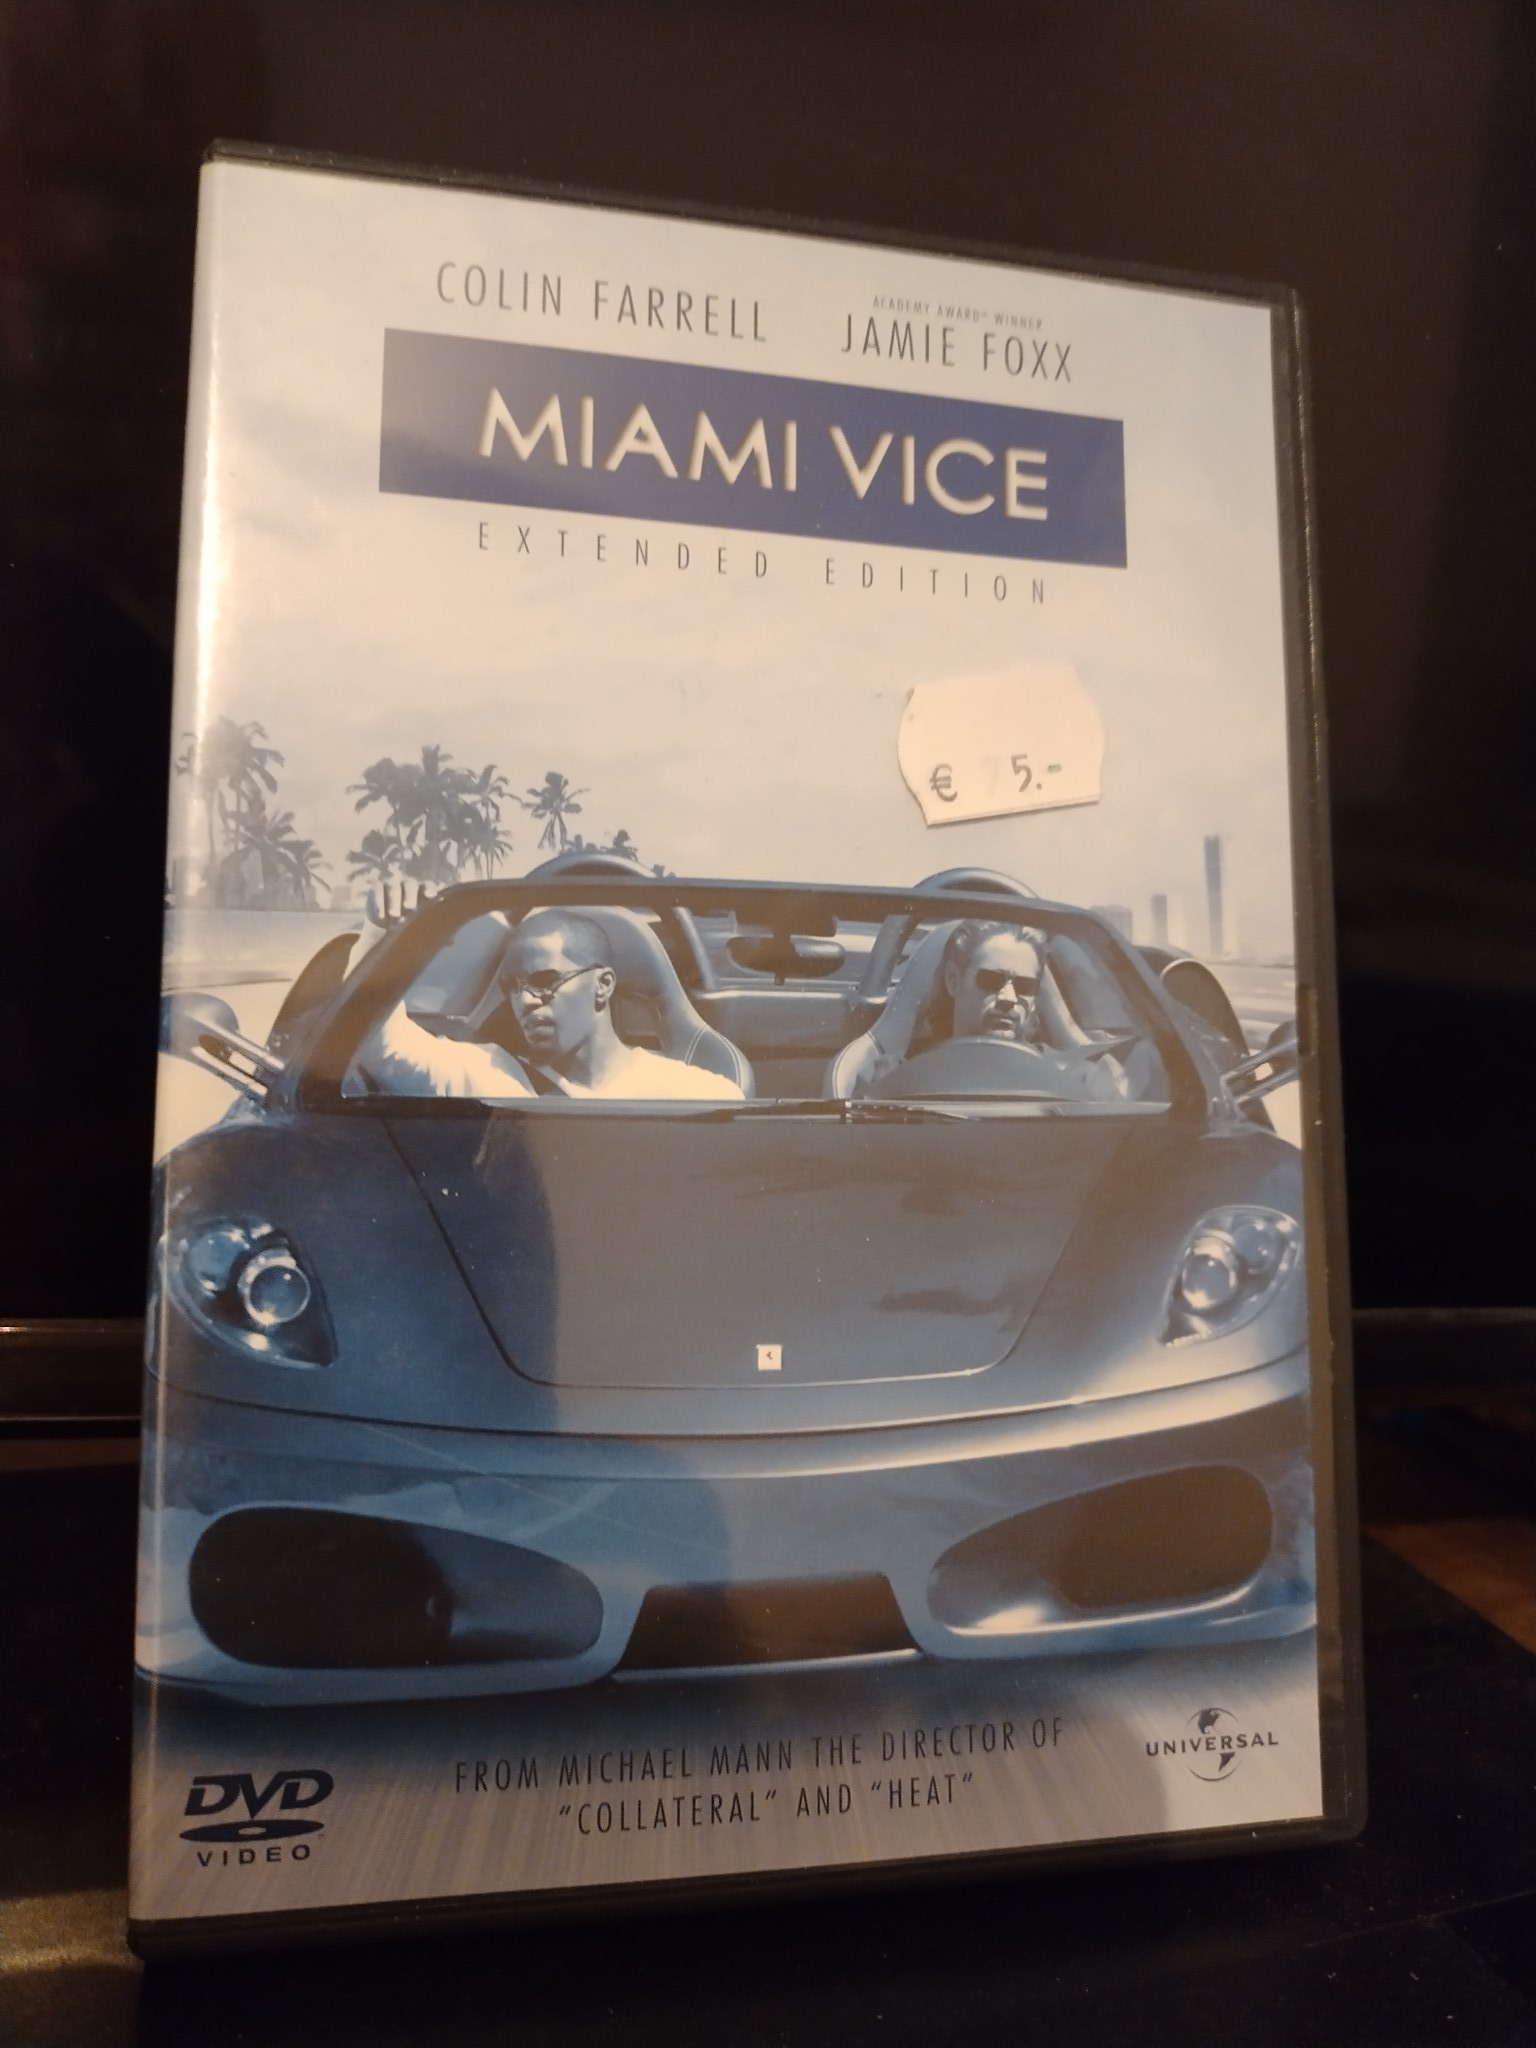 COLIN FARRELL
ACADEMY AWARD® WINNER
JAMIE FOXX
MIAMI VICE
EXTENDED EDITION
€ 75.-
FROM MICHAEL MANN THE DIRECTOR OF
"COLLATERAL" AND "HEAT"
UNIVERSAL
DVD
VIDEO